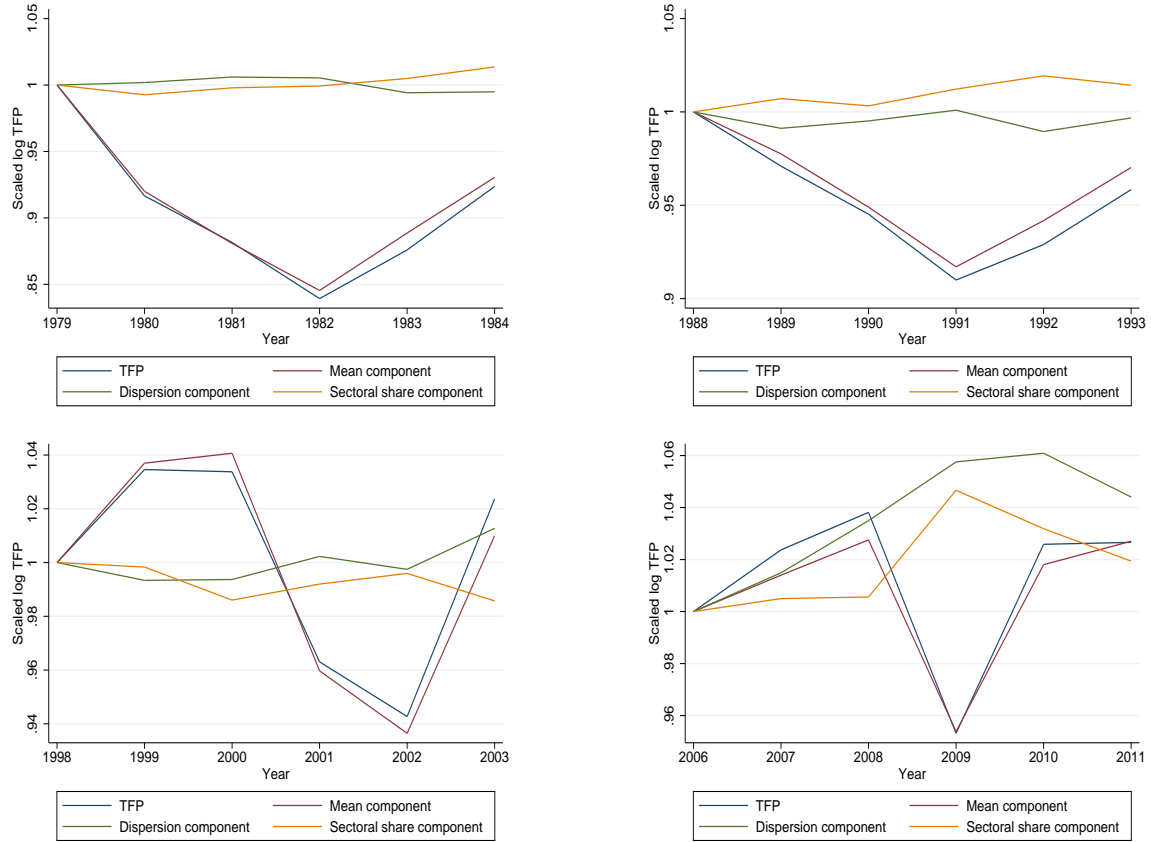 Scaled log TFP
1.05
1
.95
.9
.85
1979 1980 1981 1982 1983 1984
Year
TFP Mean component
Dispersion component Sectoral share component
Scaled log TFP
1.05
1
.95
.9
1988 1989 1990 1991 1992 1993
Year
TFP Mean component
Dispersion component Sectoral share component
Scaled log TFP
1.04
1.02
1
.98
.96
.94
1998 1999 2000 2001 2002 2003
Year
TFP Mean component
Dispersion component Sectoral share component
Scaled log TFP
1.06
1.04
1.02
1
.98
.96
2006 2007 2008 2009 2010 2011
Year
TFP Mean component
Dispersion component Sectoral share component